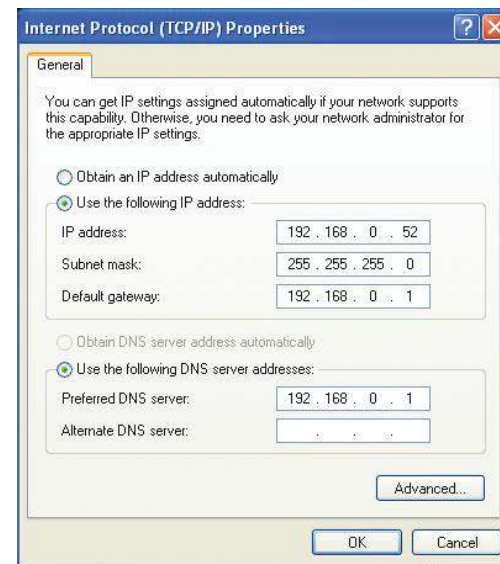 Internet Protocol (TCP/IP) Properties
General
You can get IP settings assigned automatically if your network supports
this capability. Otherwise, you need to ask your network administrator for
the appropriate IP settings.
Obtain an IP address automatically
Use the following IP address:
IP address: 192 . 168 . 0 . 52
Subnet mask: 255 . 255 . 255 . 0
Default gateway: 192 . 168 . 0 . 1
Obtain DNS server address automatically
Use the following DNS server addresses:
Preferred DNS server: 192 . 168 . 0 . 1
Alternate DNS server: . . .
Advanced...
OK Cancel